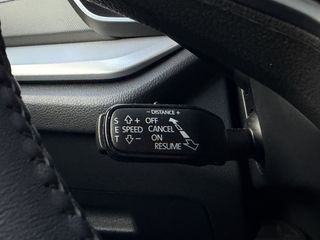 - DISTANCE +
S ⇧ + OFF
E SPEED CANCEL
T ⇩ - ON
RESUME